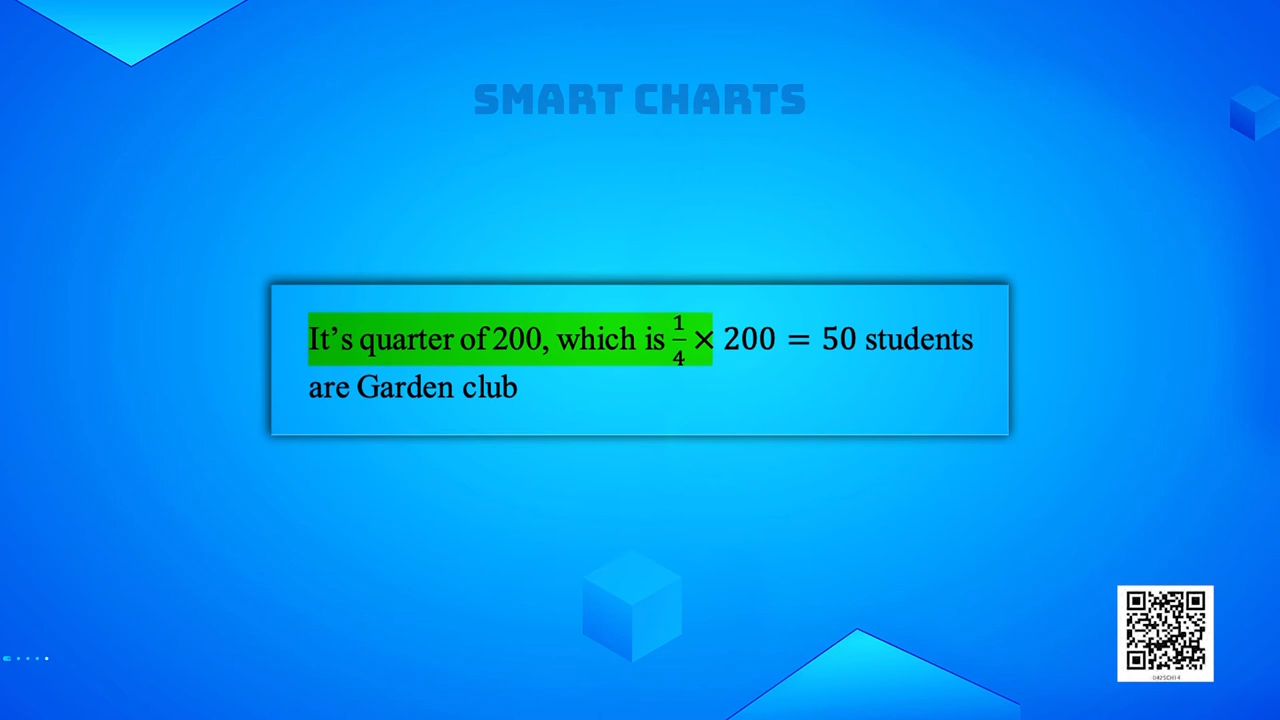 SMART CHARTS
It's quarter of 200, which is 1/4 × 200 = 50 students
are Garden club